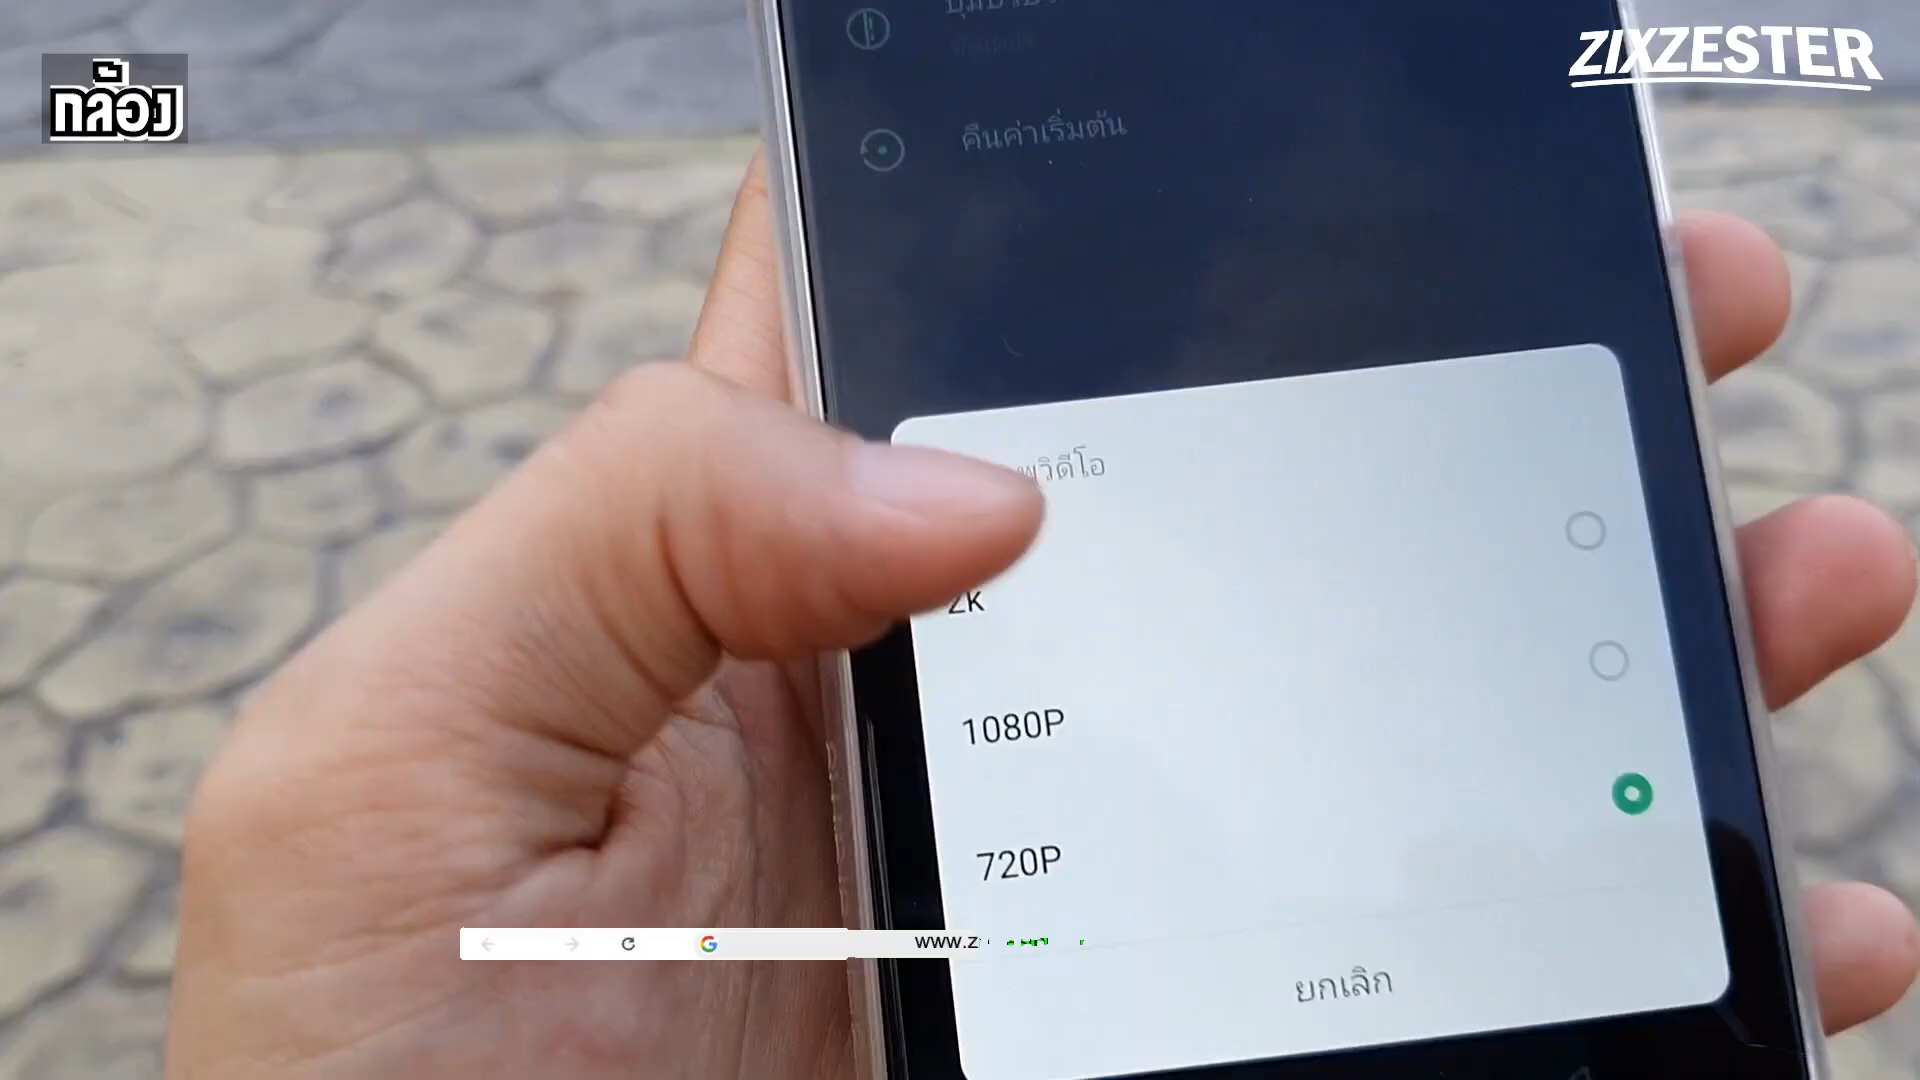 กล้อง
ZIXZESTER
คืนค่าเริ่มต้น
พวิดีโอ
2K
1080P
720P
www.z
ยกเลิก